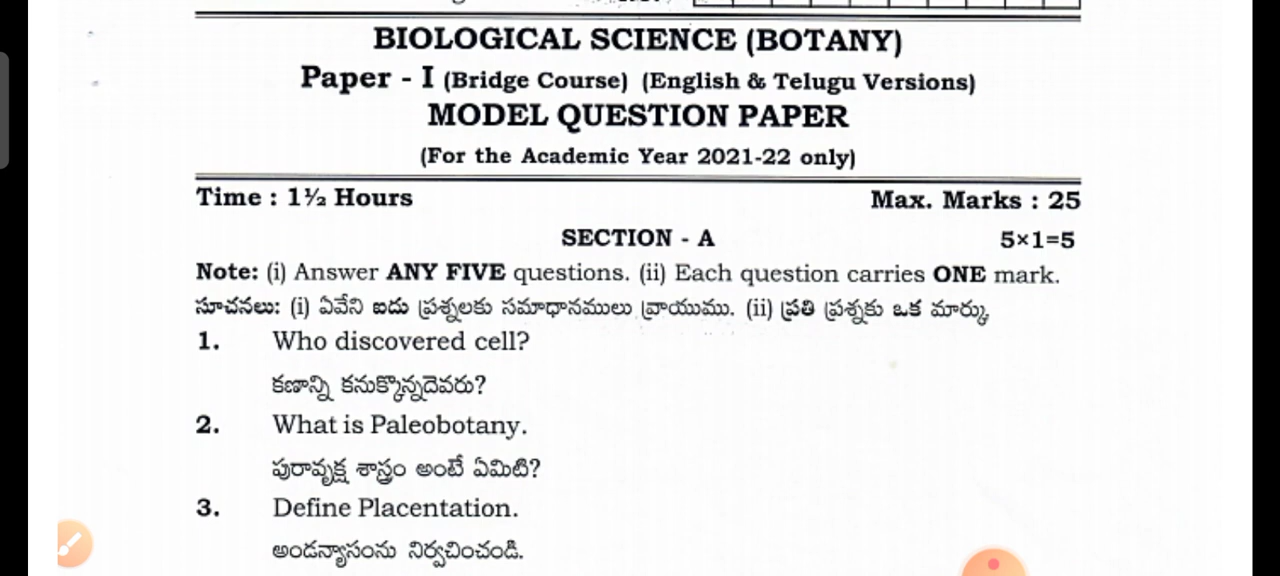 BIOLOGICAL SCIENCE (BOTANY)
Paper - I (Bridge Course) (English & Telugu Versions)
MODEL QUESTION PAPER
(For the Academic Year 2021-22 only)
Time : 1½ Hours Max. Marks : 25
SECTION - A 5×1=5
Note: (i) Answer ANY FIVE questions. (ii) Each question carries ONE mark.
సూచనలు: (i) ఏవేని ఐదు ప్రశ్నలకు సమాధానములు వ్రాయుము. (ii) ప్రతి ప్రశ్నకు ఒక మార్కు
1. Who discovered cell?
కణాన్ని కనుక్కొన్నదెవరు?
2. What is Paleobotany.
పురావృక్ష శాస్త్రం అంటే ఏమిటి?
3. Define Placentation.
అండన్యాసంను నిర్వచించండి.